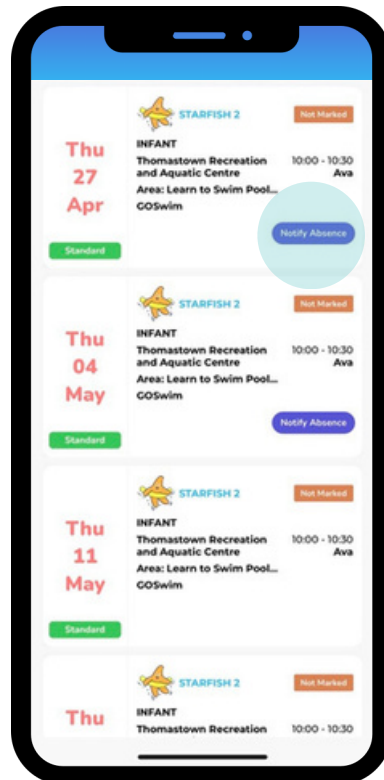 STARFISH 2 Not Marked
Thu
27
Apr
INFANT
Thomastown Recreation
and Aquatic Centre
10:00 - 10:30
Ava
Area: Learn to Swim Pool...
GOSwim
Notify Absence
Standard
STARFISH 2 Not Marked
Thu
04
May
INFANT
Thomastown Recreation
and Aquatic Centre
10:00 - 10:30
Ava
Area: Learn to Swim Pool...
GOSwim
Notify Absence
Standard
STARFISH 2 Not Marked
Thu
11
May
INFANT
Thomastown Recreation
and Aquatic Centre
10:00 - 10:30
Ava
Area: Learn to Swim Pool...
GOSwim
Standard
STARFISH 2 Not Marked
Thu
INFANT
Thomastown Recreation
10:00 - 10:30